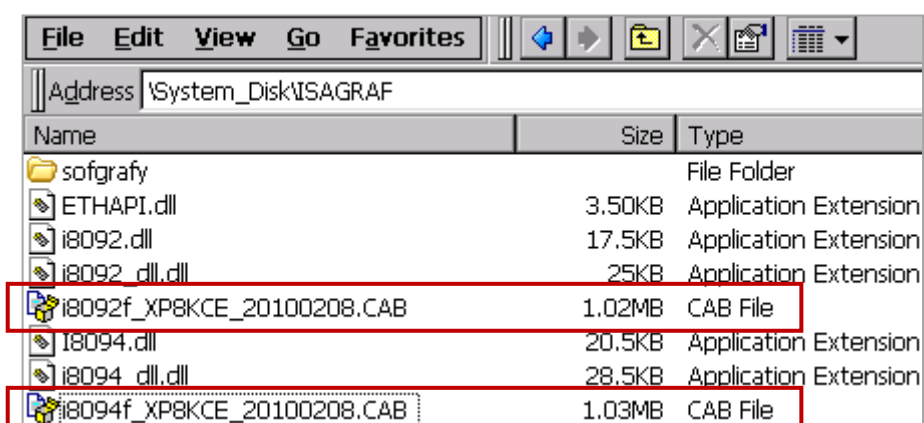 File Edit View Go Favorites
Address \System_Disk\ISAGRAF
Name Size Type
sofgrafy File Folder
ETHAPI.dll 3.50KB Application Extension
i8092.dll 17.5KB Application Extension
i8092_dll.dll 25KB Application Extension
i8092f_XP8KCE_20100208.CAB 1.02MB CAB File
I8094.dll 20.5KB Application Extension
i8094_dll.dll 28.5KB Application Extension
i8094f_XP8KCE_20100208.CAB 1.03MB CAB File